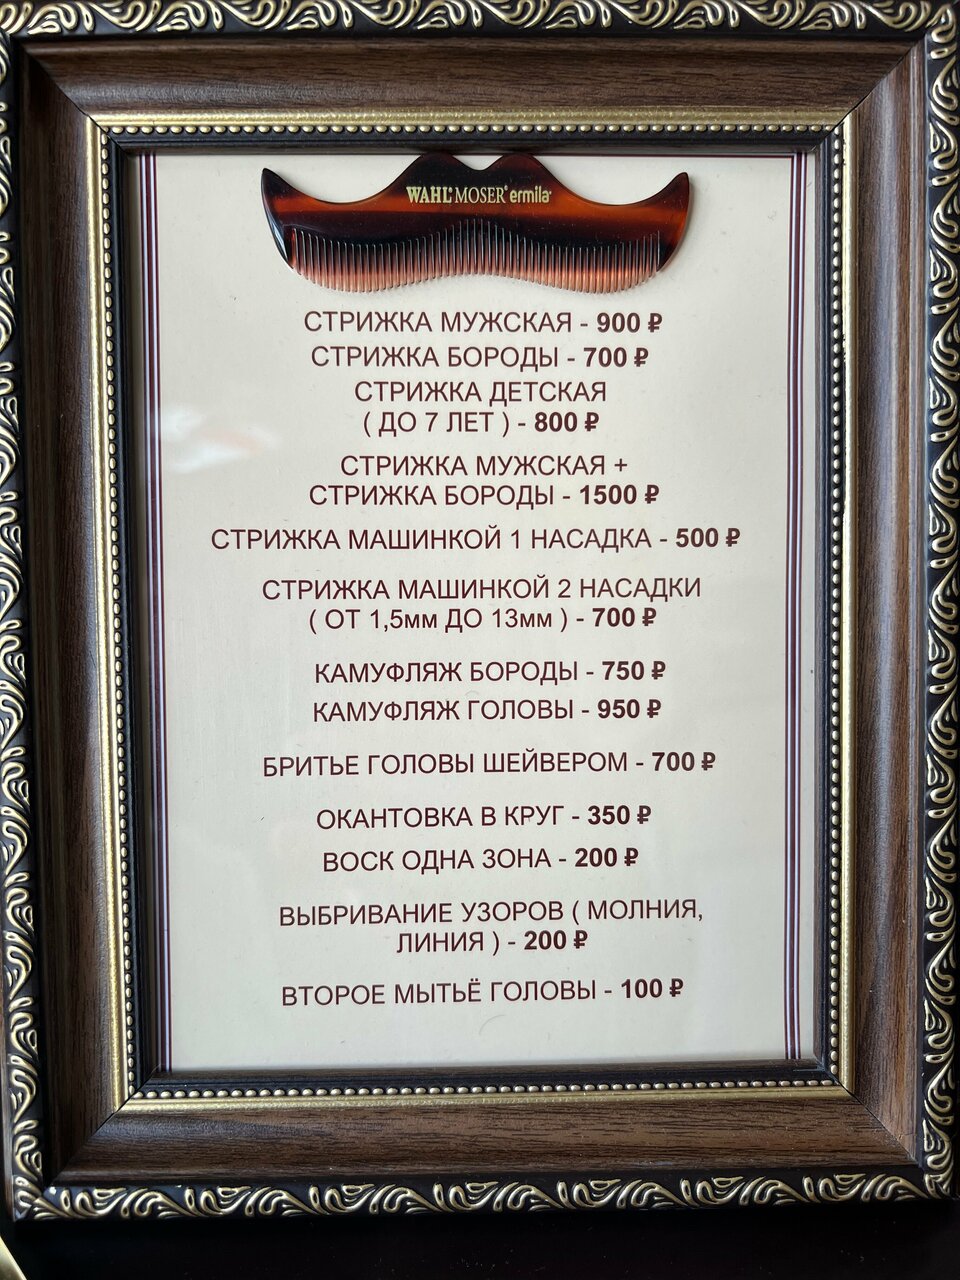 WAHL® MOSER® ermila®
СТРИЖКА МУЖСКАЯ - 900 ₽
СТРИЖКА БОРОДЫ - 700 ₽
СТРИЖКА ДЕТСКАЯ
( ДО 7 ЛЕТ ) - 800 ₽
СТРИЖКА МУЖСКАЯ +
СТРИЖКА БОРОДЫ - 1500 ₽
СТРИЖКА МАШИНКОЙ 1 НАСАДКА - 500 ₽
СТРИЖКА МАШИНКОЙ 2 НАСАДКИ
( ОТ 1,5мм ДО 13мм ) - 700 ₽
КАМУФЛЯЖ БОРОДЫ - 750 ₽
КАМУФЛЯЖ ГОЛОВЫ - 950 ₽
БРИТЬЕ ГОЛОВЫ ШЕЙВЕРОМ - 700 ₽
ОКАНТОВКА В КРУГ - 350 ₽
ВОСК ОДНА ЗОНА - 200 ₽
ВЫБРИВАНИЕ УЗОРОВ ( МОЛНИЯ,
ЛИНИЯ ) - 200 ₽
ВТОРОЕ МЫТЬЁ ГОЛОВЫ - 100 ₽